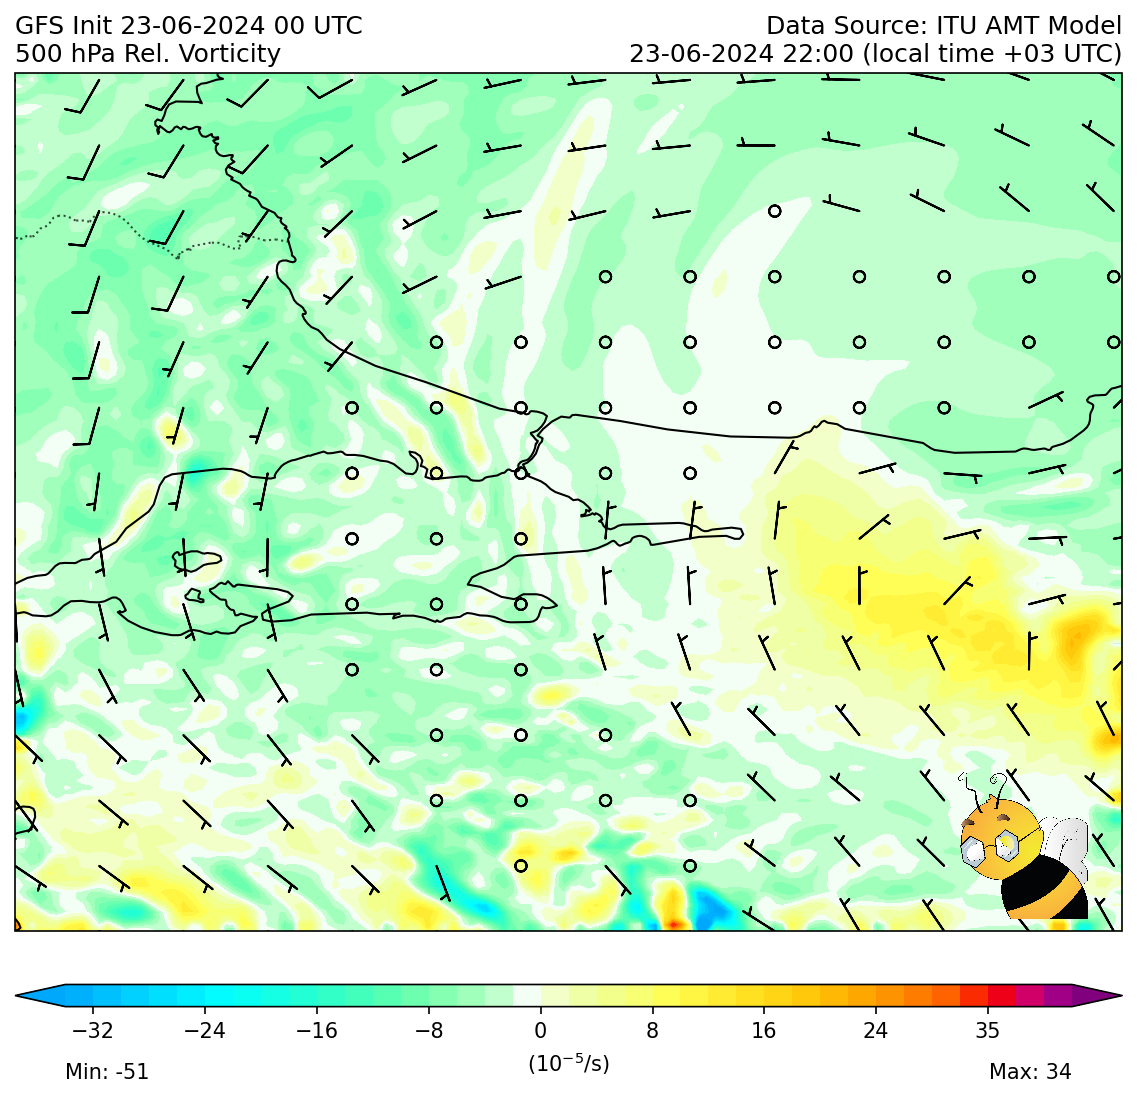 GFS Init 23-06-2024 00 UTC
Data Source: ITU AMT Model
500 hPa Rel. Vorticity
23-06-2024 22:00 (local time +03 UTC)
−32 −24 −16 −8 0 8 16 24 35
(10⁻⁵/s)
Min: -51
Max: 34